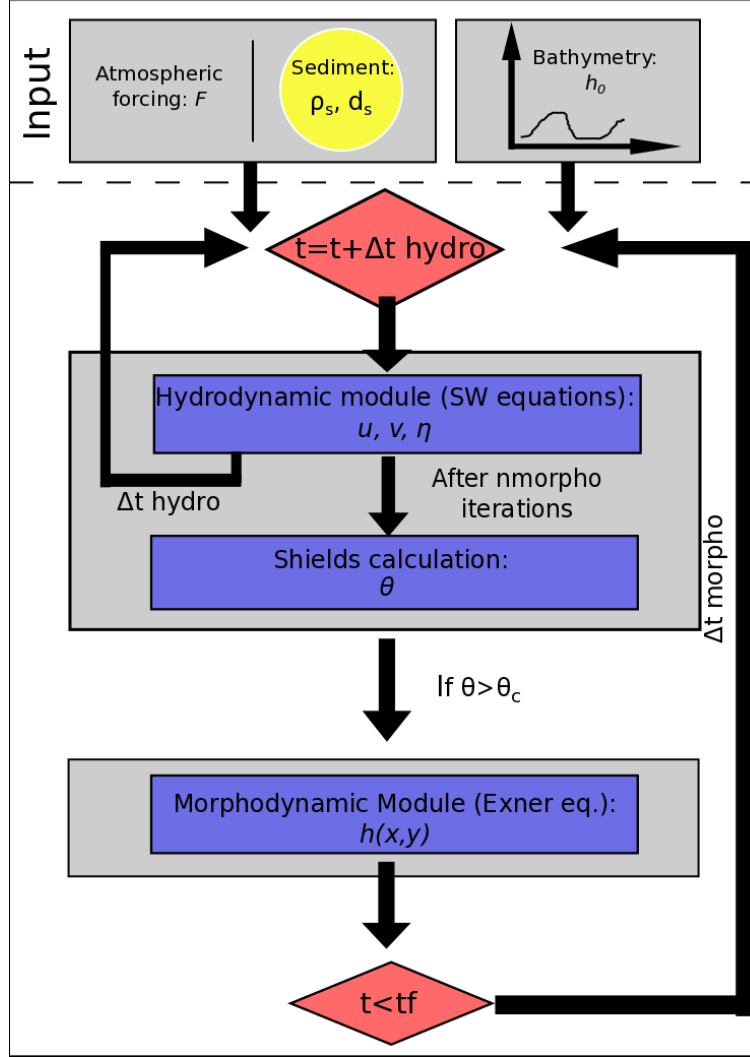 Input
Atmospheric
forcing: F
Sediment:
ρs, ds
Bathymetry:
h0
t=t+Δt hydro
Hydrodynamic module (SW equations):
u, v, η
Δt hydro
After nmorpho
iterations
Shields calculation:
θ
Δt morpho
If θ>θc
Morphodynamic Module (Exner eq.):
h(x,y)
t<tf